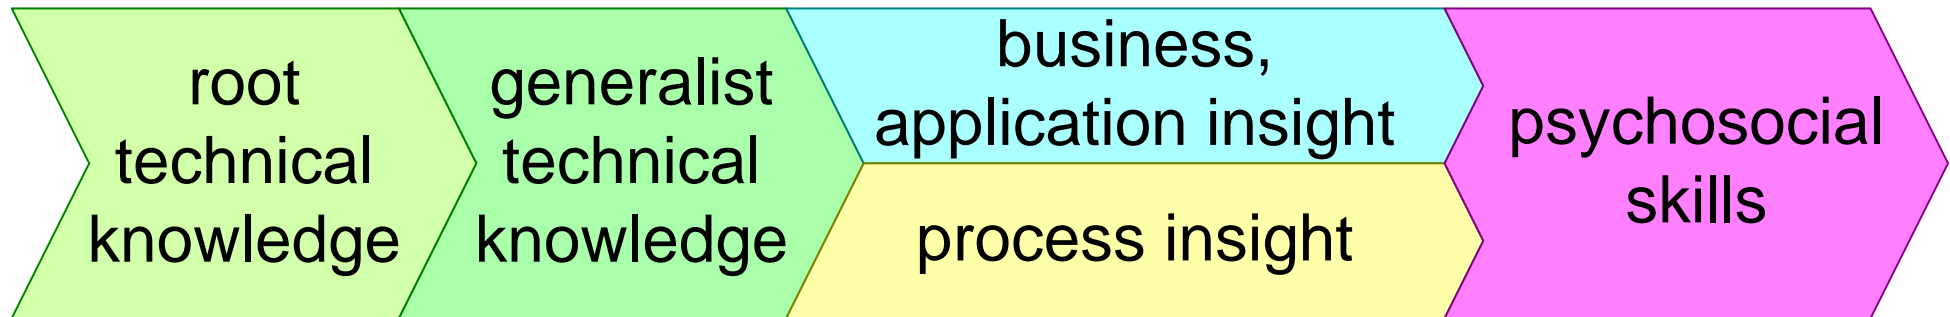 root
technical
knowledge
generalist
technical
knowledge
business,
application insight
process insight
psychosocial
skills